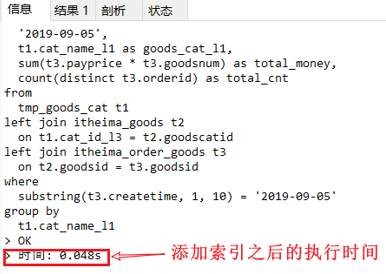 信息 结果 1 剖析 状态
'2019-09-05',
t1.cat_name_l1 as goods_cat_l1,
sum(t3.payprice * t3.goodsnum) as total_money,
count(distinct t3.orderid) as total_cnt
from
tmp_goods_cat t1
left join itheima_goods t2
on t1.cat_id_l3 = t2.goodscatid
left join itheima_order_goods t3
on t2.goodsid = t3.goodsid
where
substring(t3.createtime, 1, 10) = '2019-09-05'
group by
t1.cat_name_l1
> OK
> 时间: 0.048s 添加索引之后的执行时间